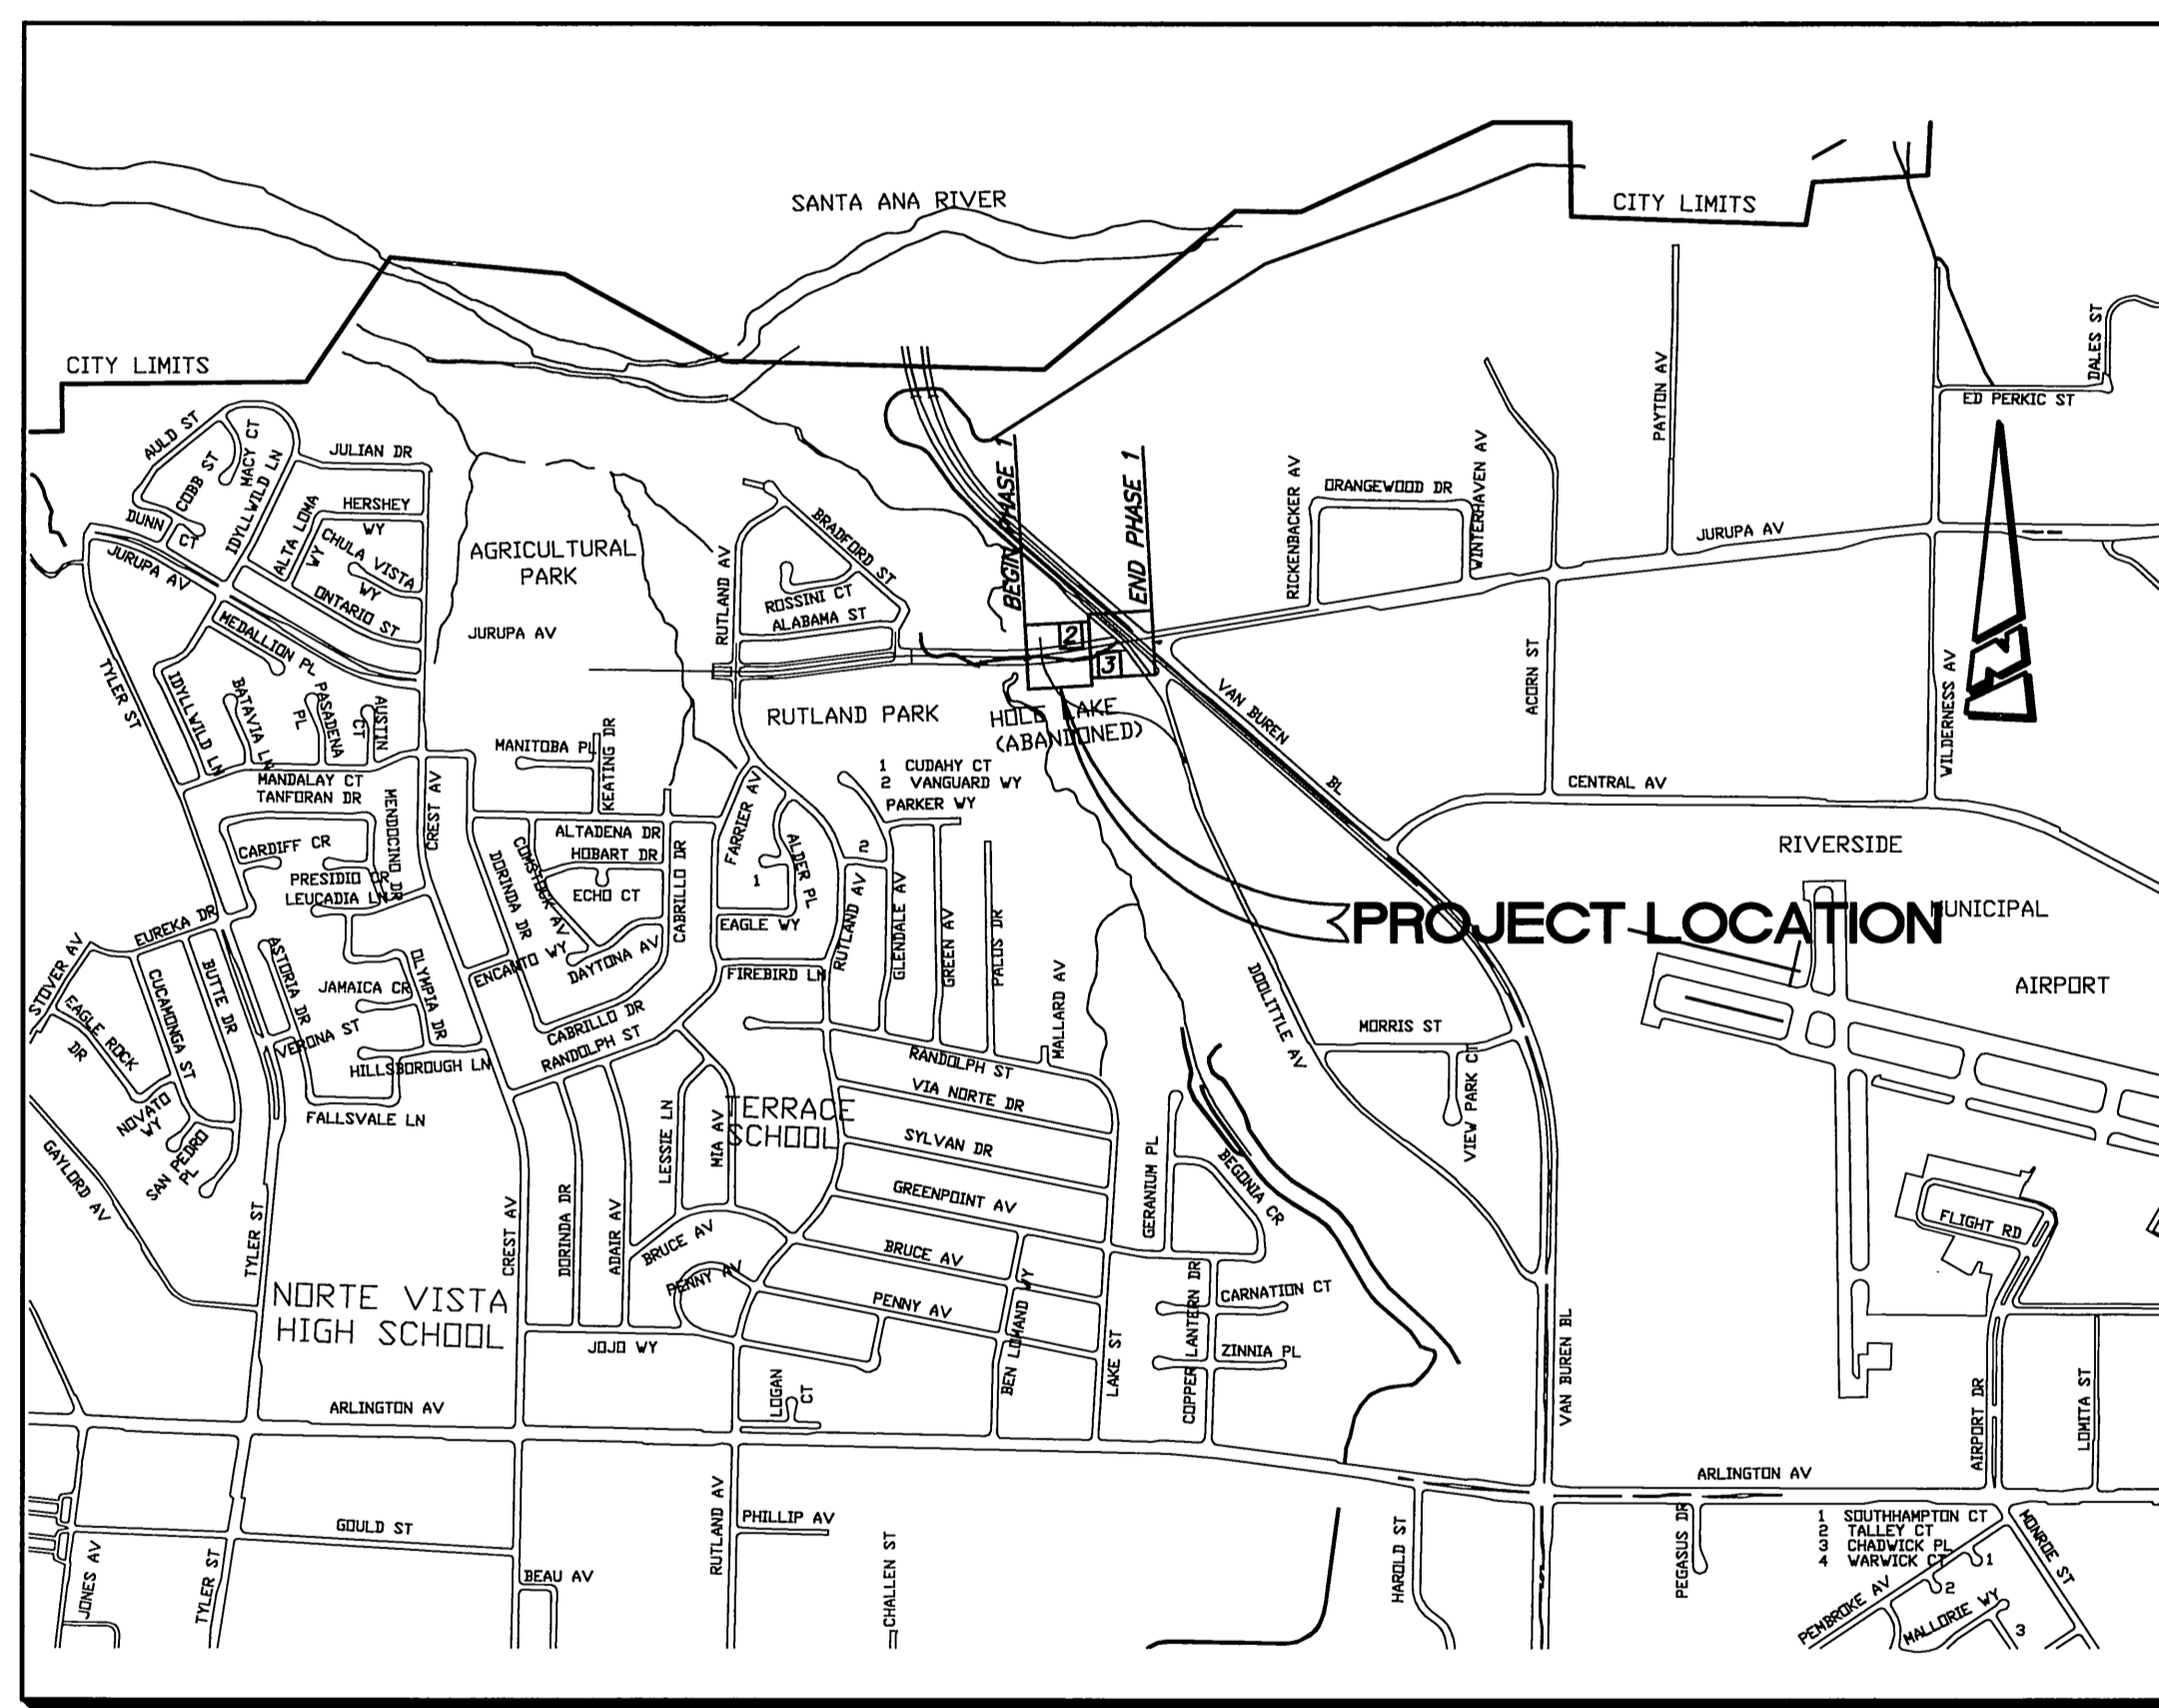 SANTA ANA RIVER
CITY LIMITS
CITY LIMITS
DALES ST
ED PERKIC ST
PAYTON AV
AULD ST
MACY CT
COBB ST
IDYLLWILD LN
JULIAN DR
HERSHEY
WY
ALTA LOMA
WY
CHULA VISTA
WY
DUNN
CT
ONTARIO ST
JURUPA AV
MEDALLION PL
AGRICULTURAL
PARK
JURUPA AV
RUTLAND AV
BRADFORD ST
ROSSINI CT
ALABAMA ST
BEGIN PHASE 1
END PHASE 1
2
3
RICKENBACKER AV
ORANGEWOOD DR
WINTERHAVEN AV
JURUPA AV
ACORN ST
WILDERNESS AV
TYLER ST
IDYLLWILD LN
BATAVIA LN
PASADENA
PL
AUSTIN
CT
RUTLAND PARK
HOLE LAKE
(ABANDONED)
VAN BUREN
BL
MANITOBA PL
KEATING DR
MANDALAY CT
TANFORAN DR
MENDOCINO DR
CREST AV
1 CUDAHY CT
2 VANGUARD WY
PARKER WY
CENTRAL AV
RIVERSIDE
MUNICIPAL
AIRPORT
PROJECT LOCATION
CARDIFF CR
PRESIDIO CR
LEUCADIA LN
ALTADENA DR
HOBART DR
ECHO CT
COMSTOCK AV
DORINDA DR
CABRILLO DR
FARRIER AV
ALDER PL
1
2
EAGLE WY
RUTLAND AV
GLENDALE AV
GREEN AV
PALOS DR
EUREKA DR
STOVER AV
ASTORIA DR
OLYMPIA DR
ENCANTO WY
DAYTONA AV
FIREBIRD LN
MALLARD AV
DOOLITTLE AV
CUCAMONGA ST
BUTTE DR
JAMAICA CR
EAGLE ROCK
DR
VERONA ST
CABRILLO DR
RANDOLPH ST
HILLSBOROUGH LN
MORRIS ST
VIEW PARK CT
RANDOLPH ST
NOVATO
WY
FALLSVALE LN
VIA NORTE DR
TERRACE
SCHOOL
LESSIE LN
MIA AV
SYLVAN DR
SAN PEDRO
PL
GAYLORD AV
GERANIUM PL
BEGONIA CR
GREENPOINT AV
FLIGHT RD
TYLER ST
CREST AV
DORINDA DR
ADAIR AV
BRUCE AV
PENNY AV
BRUCE AV
NORTE VISTA
HIGH SCHOOL
PENNY AV
BEN LOMAND WY
LAKE ST
COPPER LANTERN DR
CARNATION CT
ZINNIA PL
JOJO WY
VAN BUREN BL
LOGAN
CT
AIRPORT DR
LOMITA ST
ARLINGTON AV
ARLINGTON AV
RUTLAND AV
PHILLIP AV
CHALLEN ST
GOULD ST
JONES AV
TYLER ST
BEAU AV
HAROLD ST
PEGASUS DR
1 SOUTHHAMPTON CT
2 TALLEY CT
3 CHADWICK PL
4 WARWICK CT
MONROE ST
PEMBROKE AV
MALLORIE WY
1
2
3